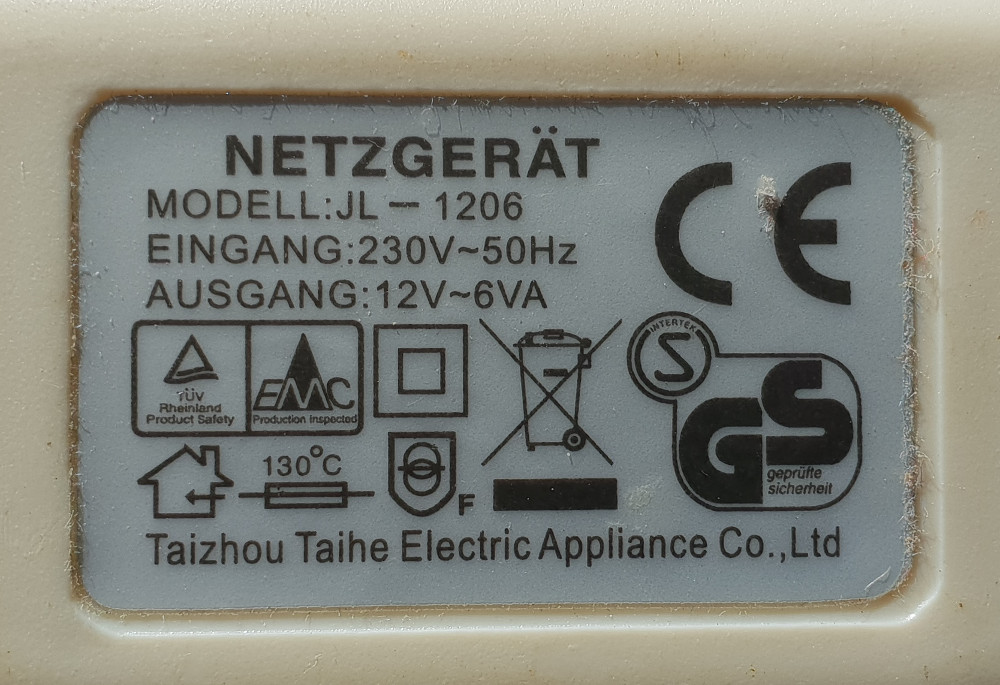 NETZGERÄT
MODELL:JL－1206
EINGANG:230V~50Hz
AUSGANG:12V~6VA
CE
TÜV
Rheinland
Product Safety
EMC
Production inspected
INTERTEK
S
GS
geprüfte
sicherheit
130°C
F
Taizhou Taihe Electric Appliance Co.,Ltd